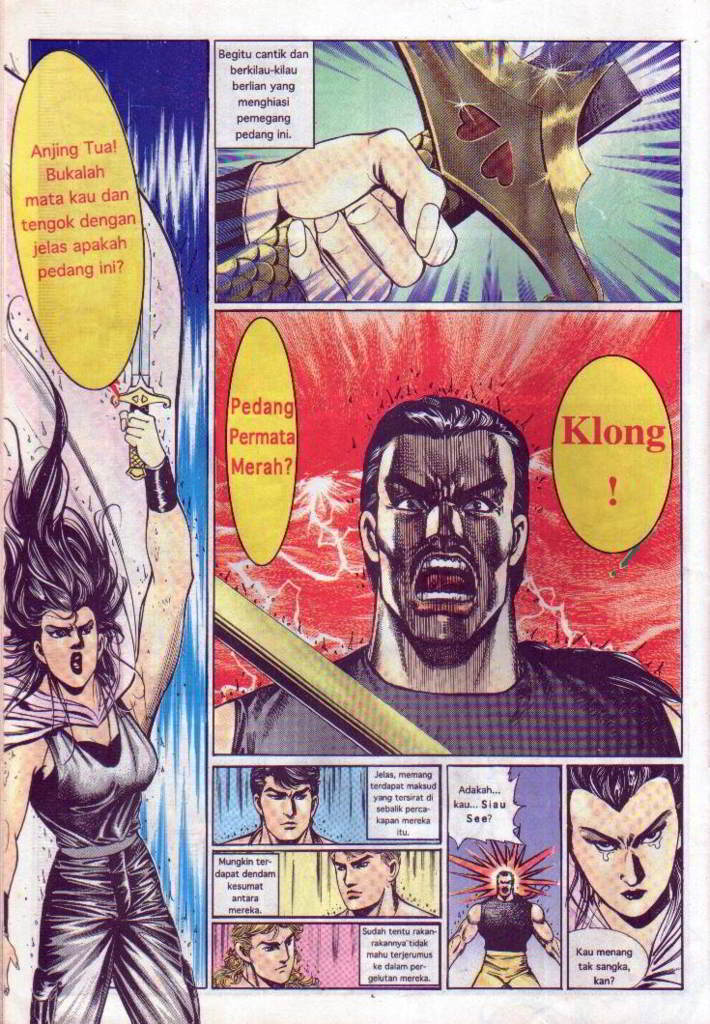 Anjing Tua!
Bukalah
mata kau dan
tengok dengan
jelas apakah
pedang ini?
Begitu cantik dan
berkilau-kilau
berlian yang
menghiasi
pemegang
pedang ini.
Pedang
Permata
Merah?
Klong
!
Jelas, memang
terdapat maksud
yang tersirat di
sebalik perca-
kapan mereka
itu.
Mungkin ter-
dapat dendam
kesumat
antara
mereka.
Sudah tentu rakan-
rakannya tidak
mahu terjerumus
ke dalam per-
gelutan mereka.
Adakah...
kau... Siau
See?
Kau menang
tak sangka,
kan?